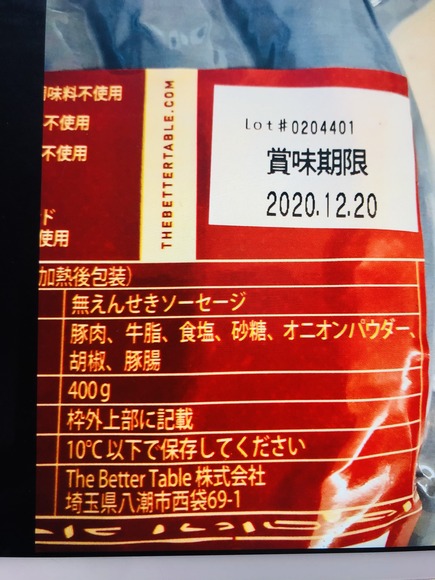 味料不使用
不使用
不使用
ド
使用
THEBETTERTABLE.COM
Lot#0204401
賞味期限
2020.12.20
加熱後包装)
無えんせきソーセージ
豚肉、牛脂、食塩、砂糖、オニオンパウダー、
胡椒、豚腸
400g
枠外上部に記載
10℃以下で保存してください
The Better Table 株式会社
埼玉県八潮市西袋69-1